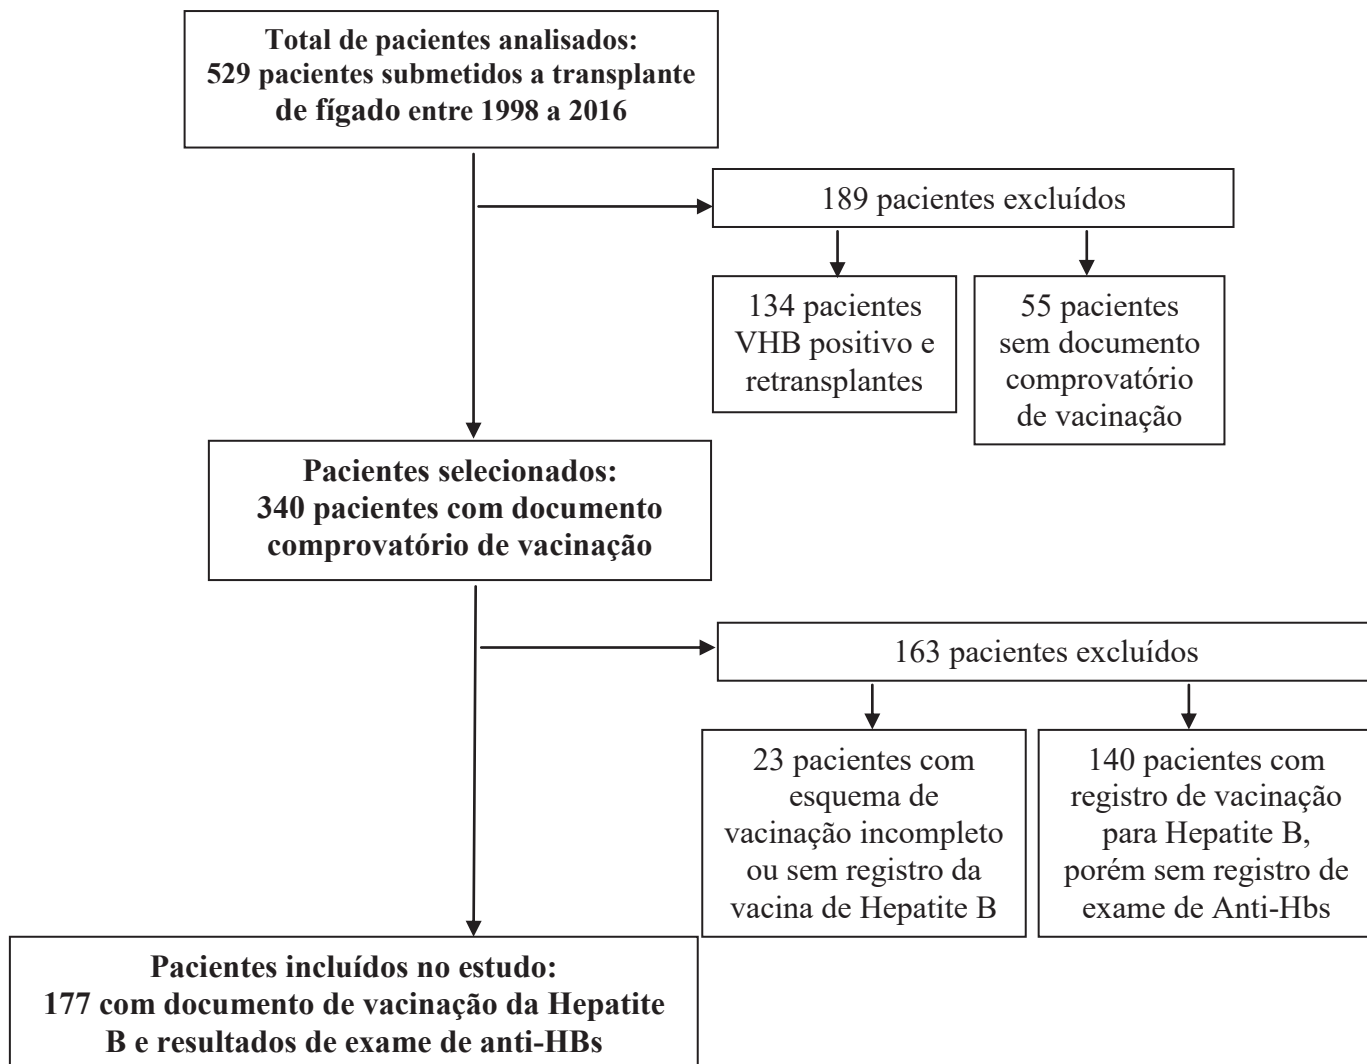 Total de pacientes analisados:
529 pacientes submetidos a transplante
de fígado entre 1998 a 2016
189 pacientes excluídos
134 pacientes
VHB positivo e
retransplantes
55 pacientes
sem documento
comprovatório
de vacinação
Pacientes selecionados:
340 pacientes com documento
comprovatório de vacinação
163 pacientes excluídos
23 pacientes com
esquema de
vacinação incompleto
ou sem registro da
vacina de Hepatite B
140 pacientes com
registro de vacinação
para Hepatite B,
porém sem registro de
exame de Anti-Hbs
Pacientes incluídos no estudo:
177 com documento de vacinação da Hepatite
B e resultados de exame de anti-HBs